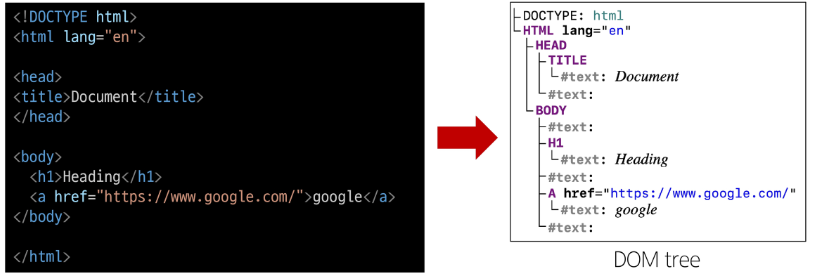 <!DOCTYPE html>
<html lang="en">
<head>
<title>Document</title>
</head>
<body>
<h1>Heading</h1>
<a href="https://www.google.com/">google</a>
</body>
</html>
DOCTYPE: html
HTML lang="en"
HEAD
TITLE
#text: Document
#text:
BODY
#text:
H1
#text: Heading
#text:
A href="https://www.google.com/"
#text: google
#text:
DOM tree